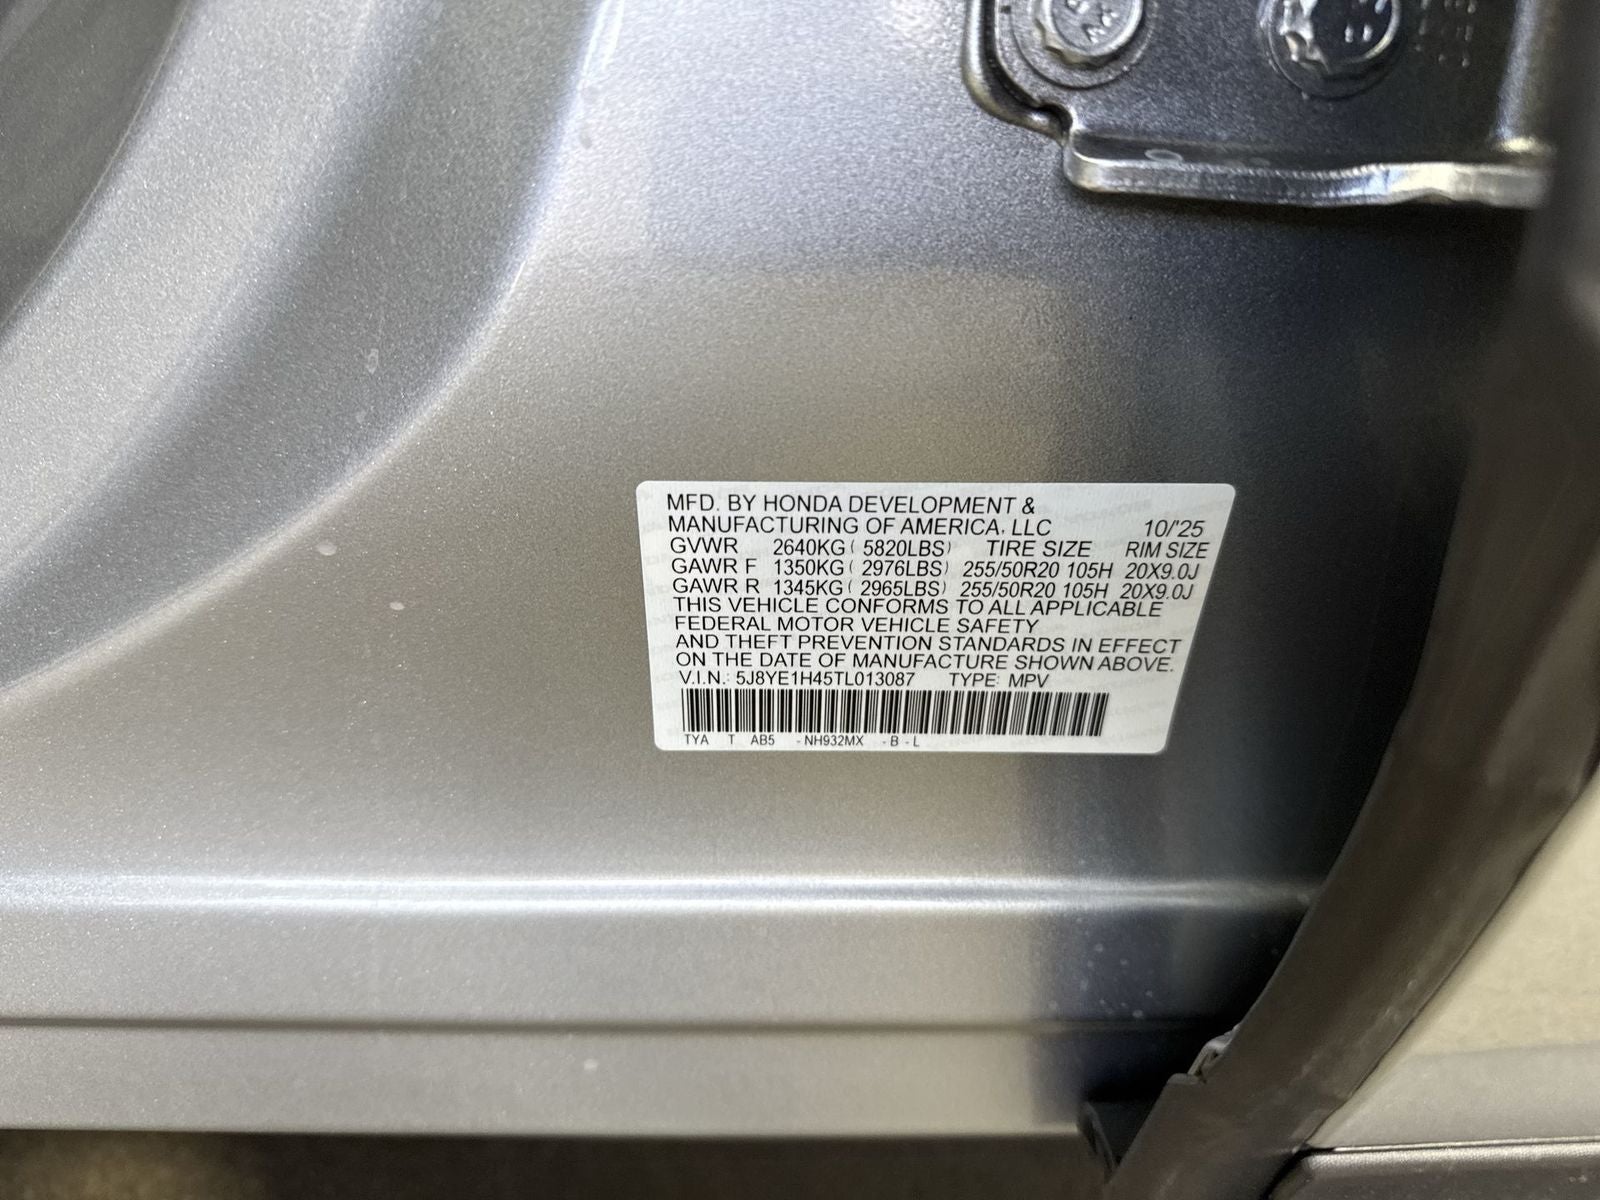 MFD. BY HONDA DEVELOPMENT &
MANUFACTURING OF AMERICA, LLC 10/'25
GVWR 2640KG ( 5820LBS) TIRE SIZE RIM SIZE
GAWR F 1350KG ( 2976LBS) 255/50R20 105H 20X9.0J
GAWR R 1345KG ( 2965LBS) 255/50R20 105H 20X9.0J
THIS VEHICLE CONFORMS TO ALL APPLICABLE
FEDERAL MOTOR VEHICLE SAFETY
AND THEFT PREVENTION STANDARDS IN EFFECT
ON THE DATE OF MANUFACTURE SHOWN ABOVE.
V.I.N.: 5J8YE1H45TL013087 TYPE: MPV
TYA T AB5 -NH932MX -B -L